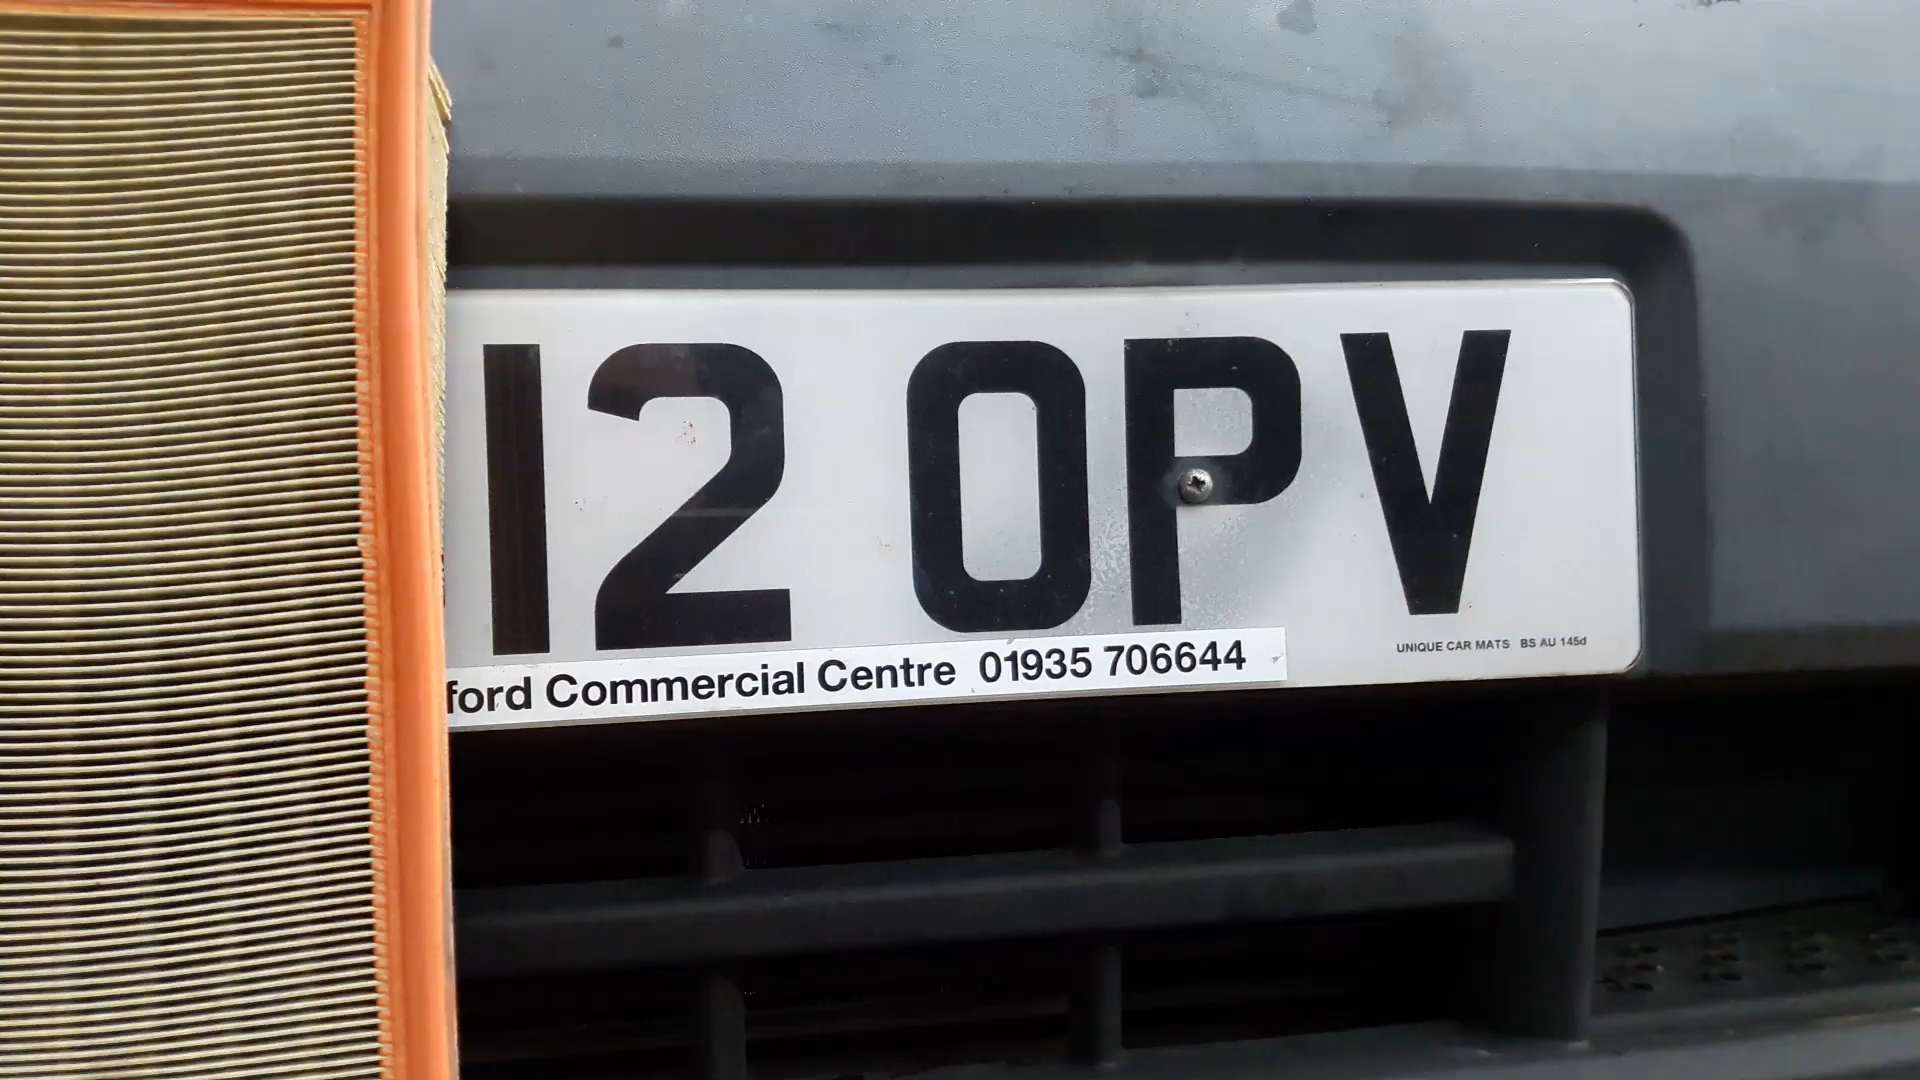 12 OPV
ford Commercial Centre 01935 706644
UNIQUE CAR MATS BS AU 145d